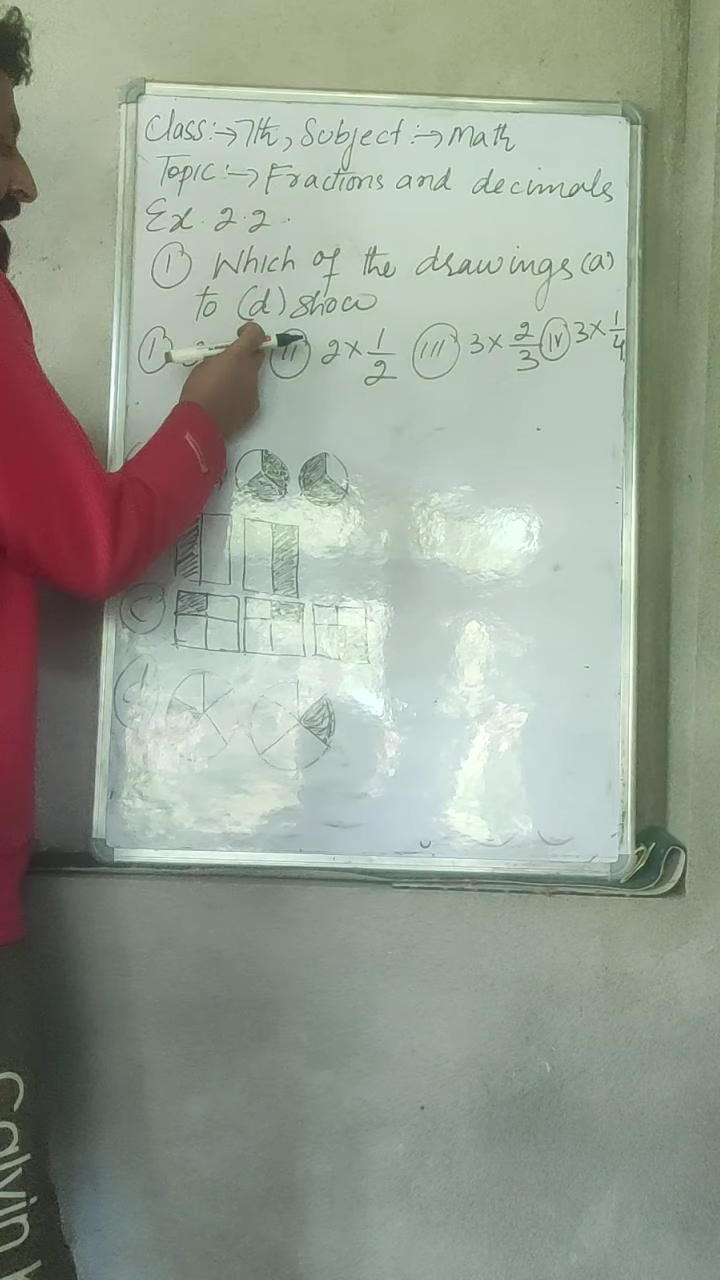 Class:→7th, Subject:→Math
Topic:→Fractions and decimals
Ex. 2.2.
① Which of the drawings (a)
to (d) show
(i) (ii) 2×1/2 (iii) 3×2/3 (iv) 3×1/4
(c)
(d)
Calvin